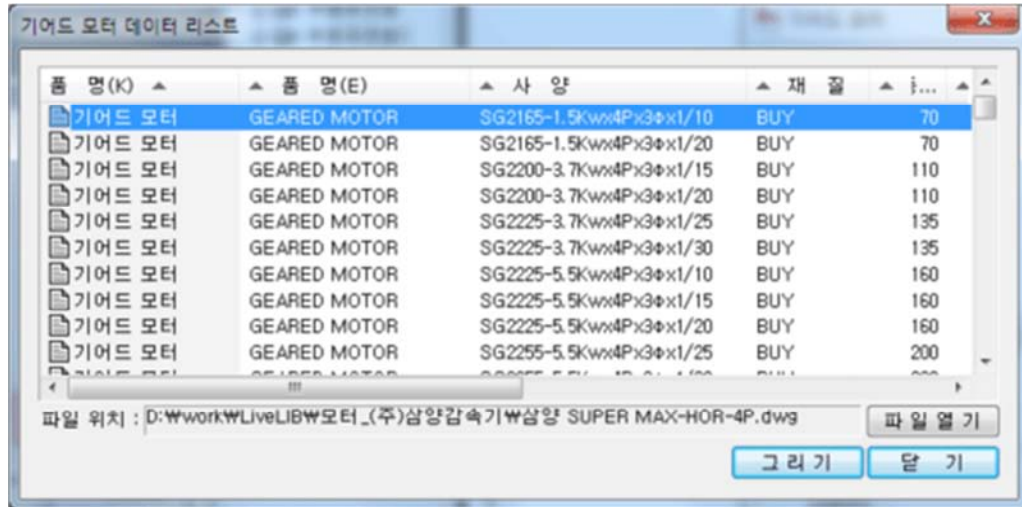 기어드 모터 데이터 리스트
품 명(K) 품 명(E) 사 양 재 질
기어드 모터 GEARED MOTOR SG2165-1.5Kwx4Px3Φx1/10 BUY 70
기어드 모터 GEARED MOTOR SG2165-1.5Kwx4Px3Φx1/20 BUY 70
기어드 모터 GEARED MOTOR SG2200-3.7Kwx4Px3Φx1/15 BUY 110
기어드 모터 GEARED MOTOR SG2200-3.7Kwx4Px3Φx1/20 BUY 110
기어드 모터 GEARED MOTOR SG2225-3.7Kwx4Px3Φx1/25 BUY 135
기어드 모터 GEARED MOTOR SG2225-3.7Kwx4Px3Φx1/30 BUY 135
기어드 모터 GEARED MOTOR SG2225-5.5Kwx4Px3Φx1/10 BUY 160
기어드 모터 GEARED MOTOR SG2225-5.5Kwx4Px3Φx1/15 BUY 160
기어드 모터 GEARED MOTOR SG2225-5.5Kwx4Px3Φx1/20 BUY 160
기어드 모터 GEARED MOTOR SG2255-5.5Kwx4Px3Φx1/25 BUY 200
파일 위치 : D:₩work₩LiveLIB₩모터_(주)삼양감속기₩삼양 SUPER MAX-HOR-4P.dwg 파 일 열 기
그 리 기 닫 기